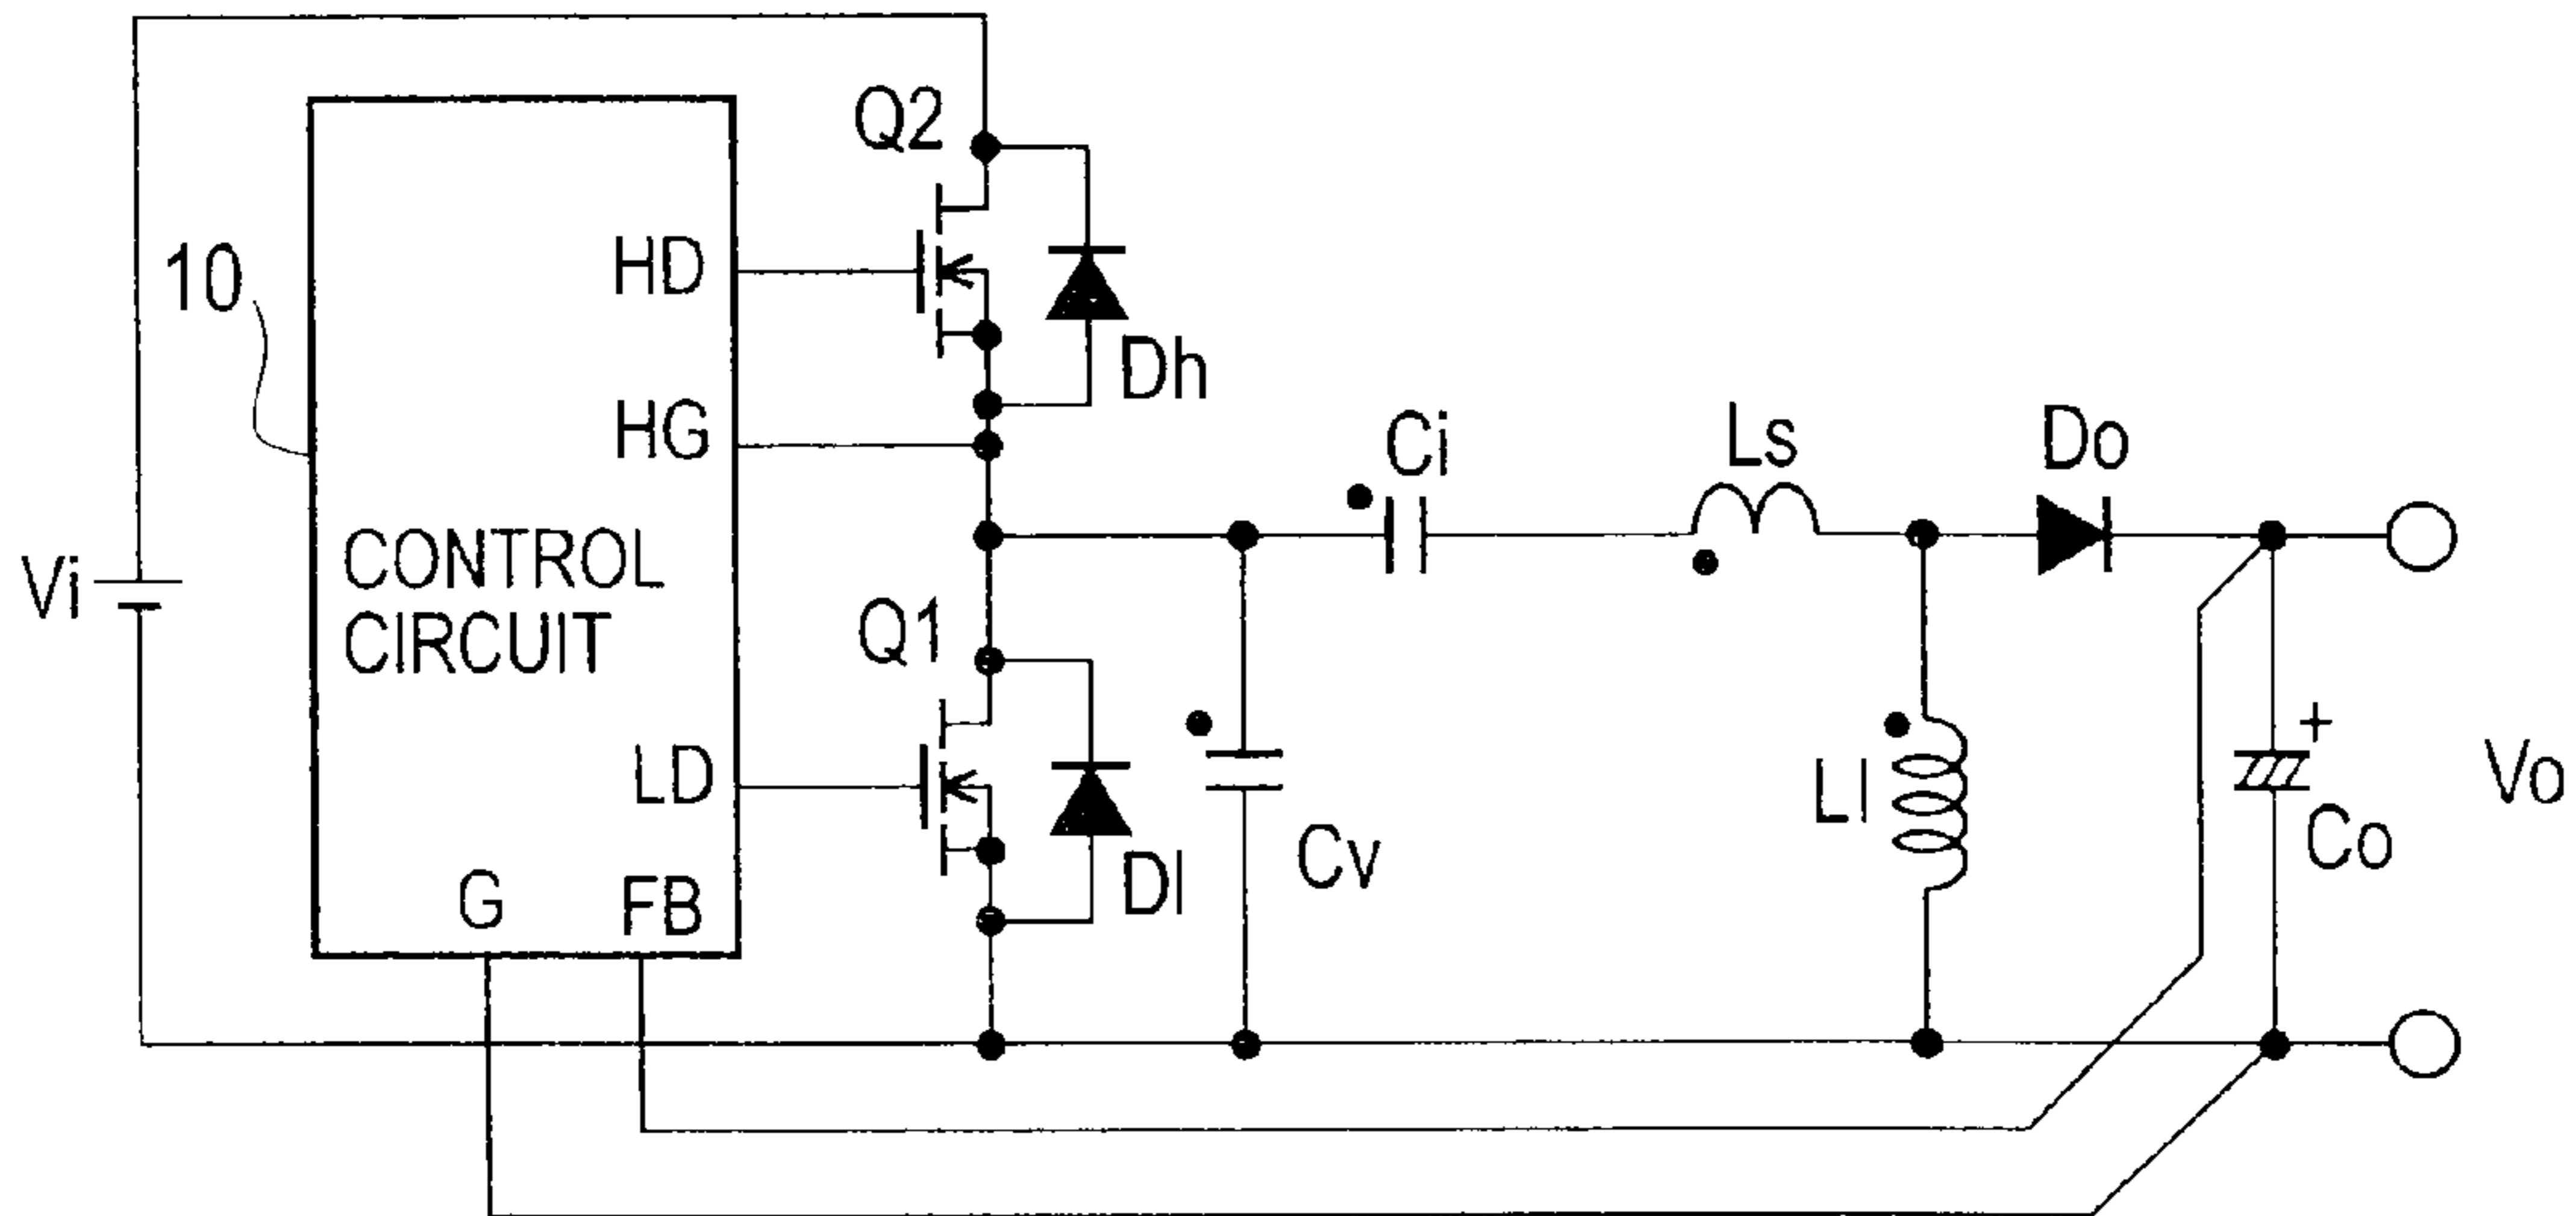 Q2
10
HD
Dh
HG
Ci
Ls
Do
Vi
CONTROL
CIRCUIT
Q1
LD
Ll
+
Vo
Co
Cv
Dl
G
FB